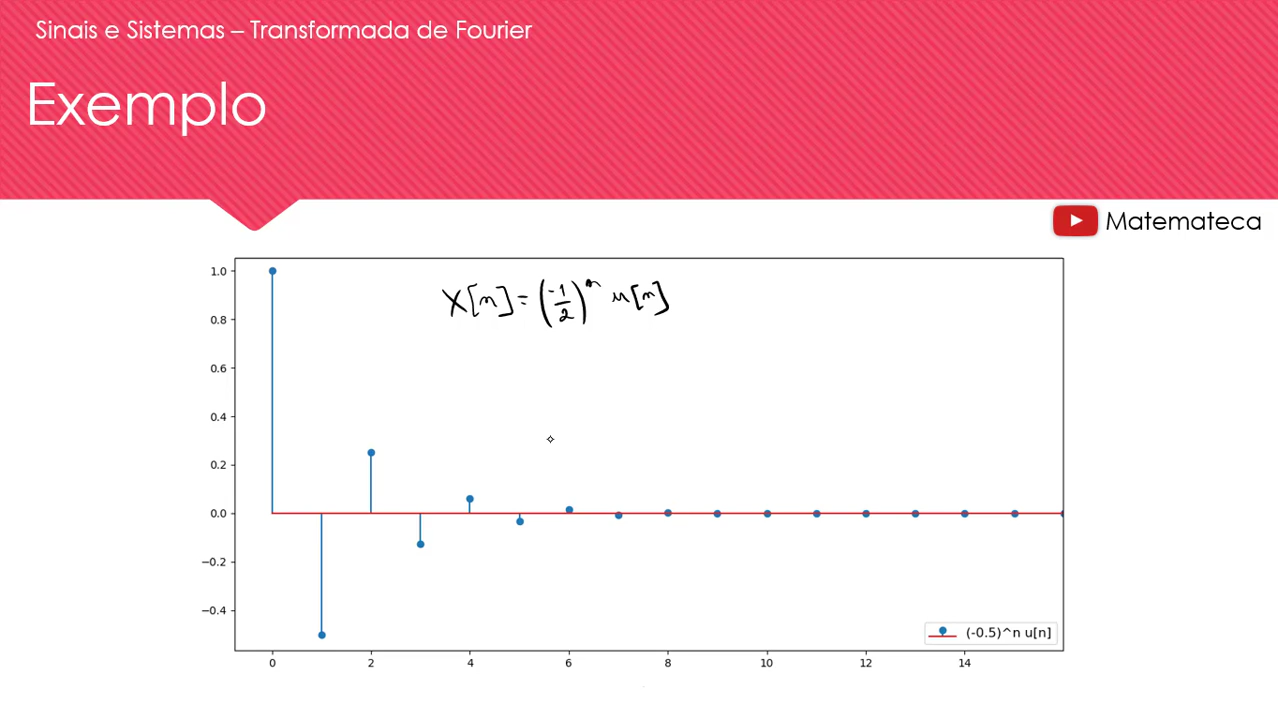 Sinais e Sistemas – Transformada de Fourier
Exemplo
Matemateca
X[n] = (-1/2)^n u[n]
1.0
0.8
0.6
0.4
0.2
0.0
−0.2
−0.4
(-0.5)^n u[n]
0 2 4 6 8 10 12 14